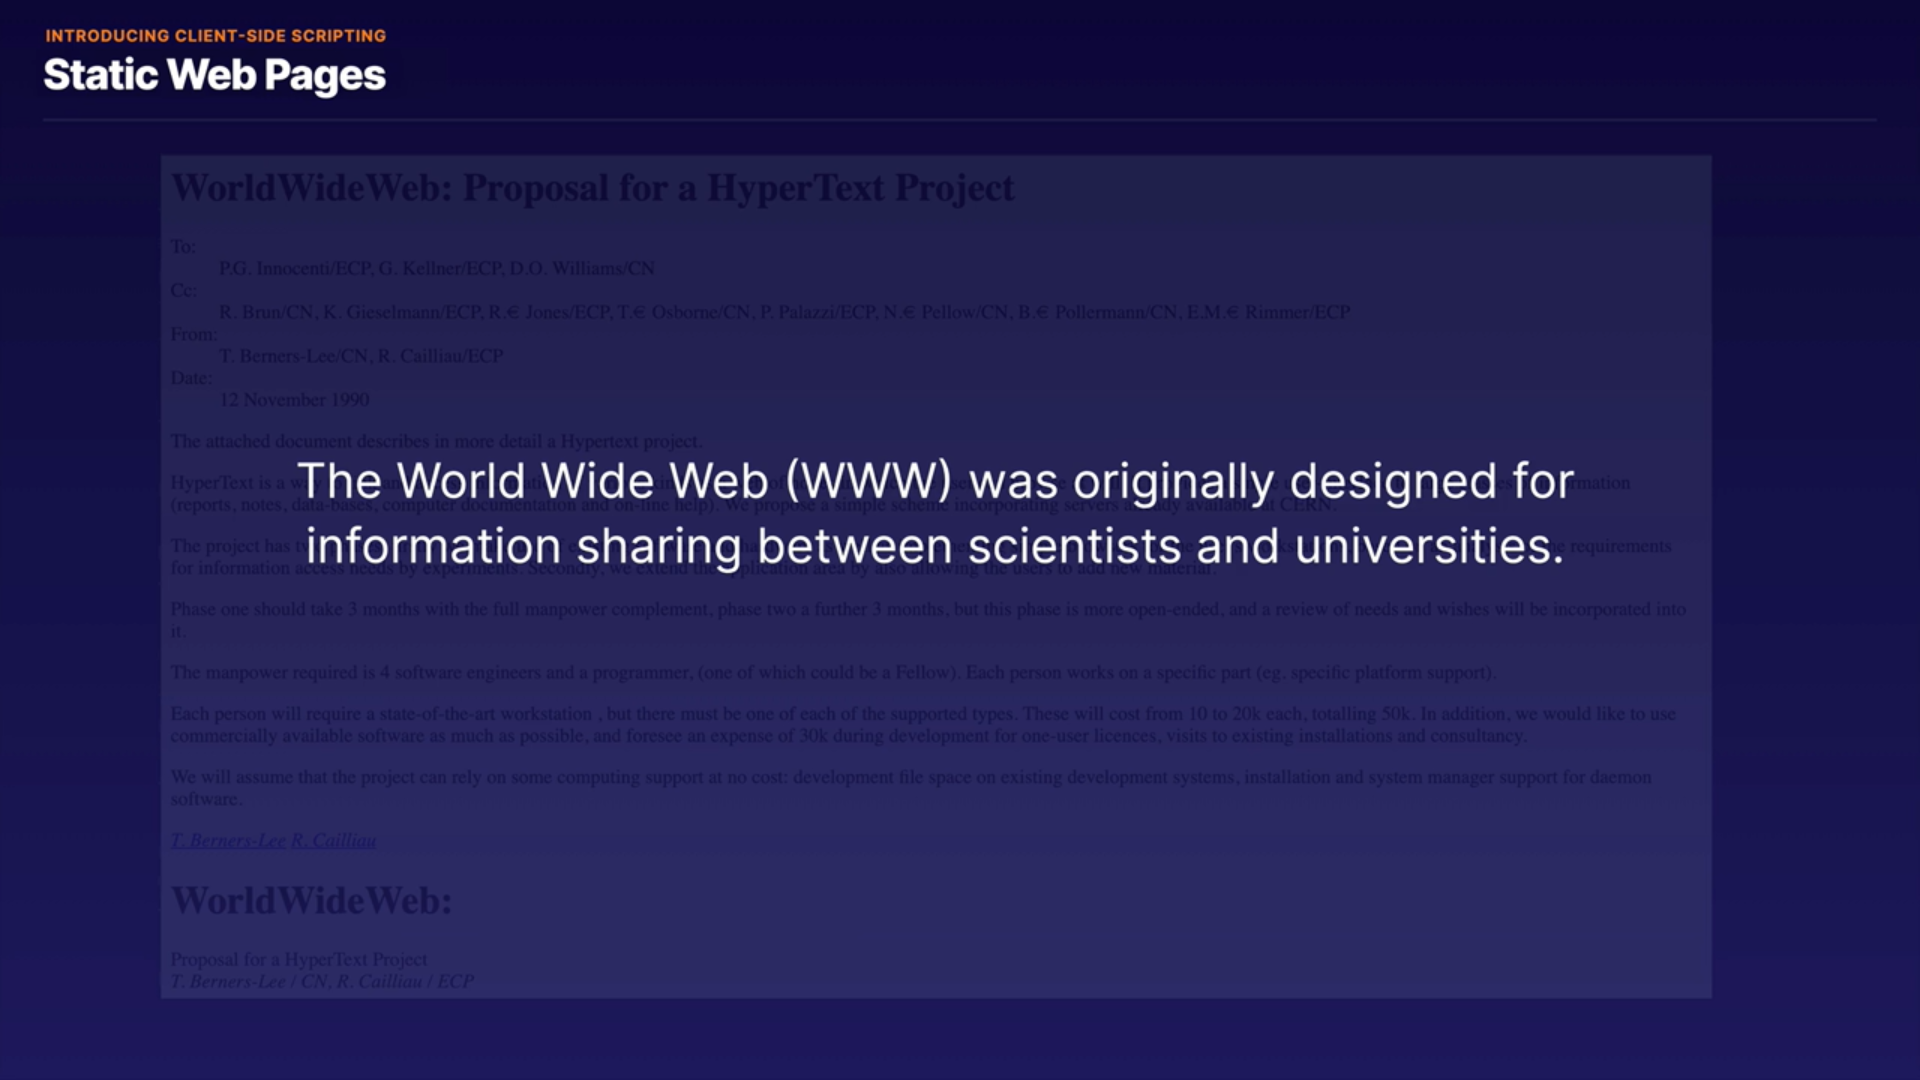 INTRODUCING CLIENT-SIDE SCRIPTING
Static Web Pages
WorldWideWeb: Proposal for a HyperText Project
To:
P.G. Innocenti/ECP, G. Kellner/ECP, D.O. Williams/CN
Cc:
R. Brun/CN, K. Gieselmann/ECP, R.€ Jones/ECP, T.€ Osborne/CN, P. Palazzi/ECP, N.€ Pellow/CN, B.€ Pollermann/CN, E.M.€ Rimmer/ECP
From:
T. Berners-Lee/CN, R. Cailliau/ECP
Date:
12 November 1990
The attached document describes in more detail a Hypertext project.
The World Wide Web (WWW) was originally designed for
information sharing between scientists and universities.
HyperText is a way
(reports, notes, data-bases, computer documentation and on-line help). We propose a simple scheme incorporating servers already available at CERN.
The project has
requirements
for information access needs by experiments. Secondly, we extend the application area by also allowing the users to add new material.
Phase one should take 3 months with the full manpower complement, phase two a further 3 months, but this phase is more open-ended, and a review of needs and wishes will be incorporated into
it.
The manpower required is 4 software engineers and a programmer, (one of which could be a Fellow). Each person works on a specific part (eg. specific platform support).
Each person will require a state-of-the-art workstation , but there must be one of each of the supported types. These will cost from 10 to 20k each, totalling 50k. In addition, we would like to use
commercially available software as much as possible, and foresee an expense of 30k during development for one-user licences, visits to existing installations and consultancy.
We will assume that the project can rely on some computing support at no cost: development file space on existing development systems, installation and system manager support for daemon
software.
T. Berners-Lee R. Cailliau
WorldWideWeb:
Proposal for a HyperText Project
T. Berners-Lee / CN, R. Cailliau / ECP